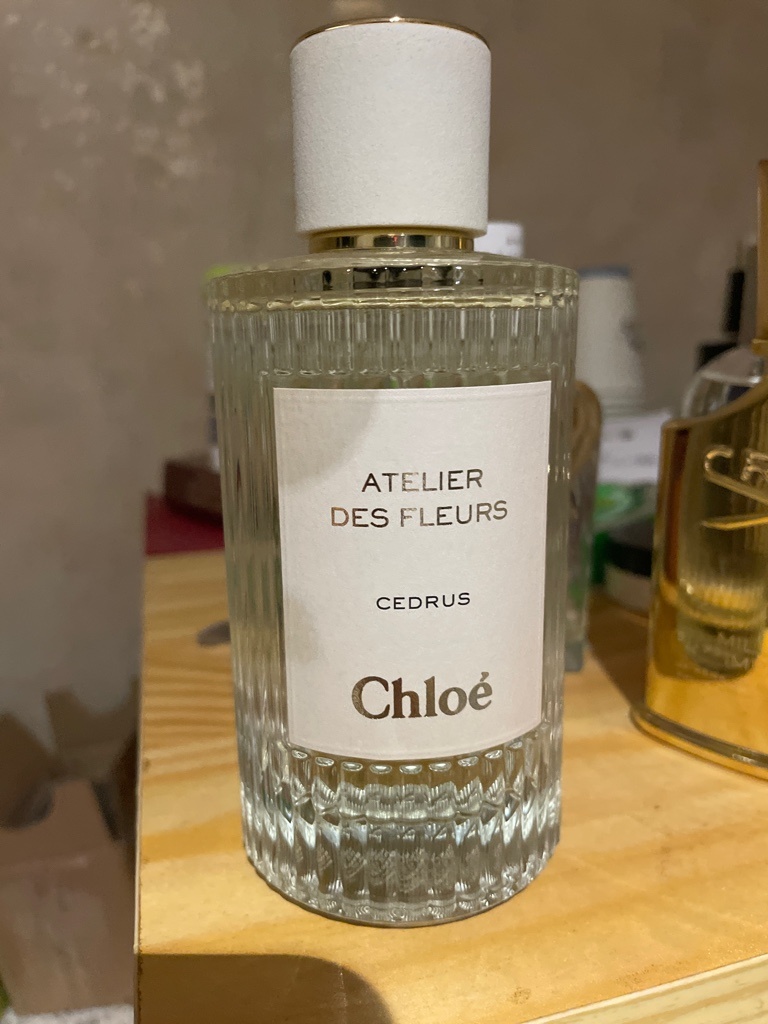 ATELIER
DES FLEURS
CEDRUS
Chloé